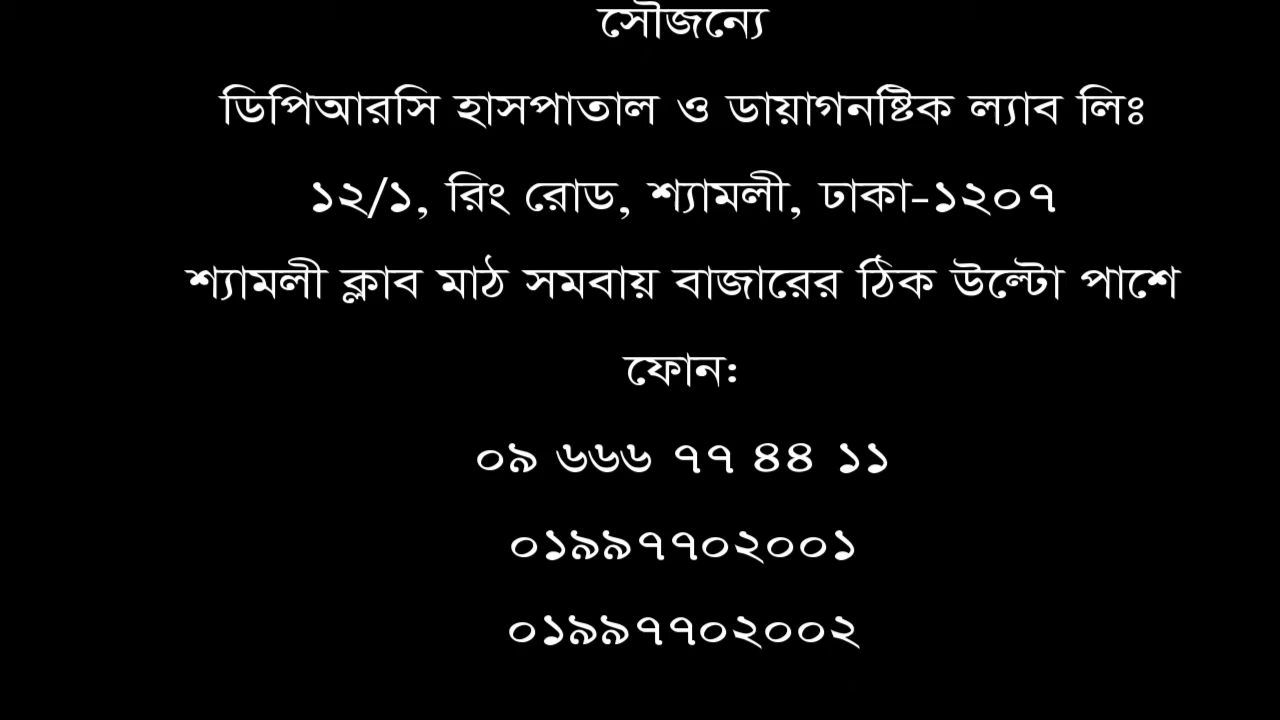 সৌজন্যে
ডিপিআরসি হাসপাতাল ও ডায়াগনষ্টিক ল্যাব লিঃ
১২/১, রিং রোড, শ্যামলী, ঢাকা-১২০৭
শ্যামলী ক্লাব মাঠ সমবায় বাজারের ঠিক উল্টো পাশে
ফোন:
০৯ ৬৬৬ ৭৭ ৪৪ ১১
০১৯৯৭৭০২০০১
০১৯৯৭৭০২০০২